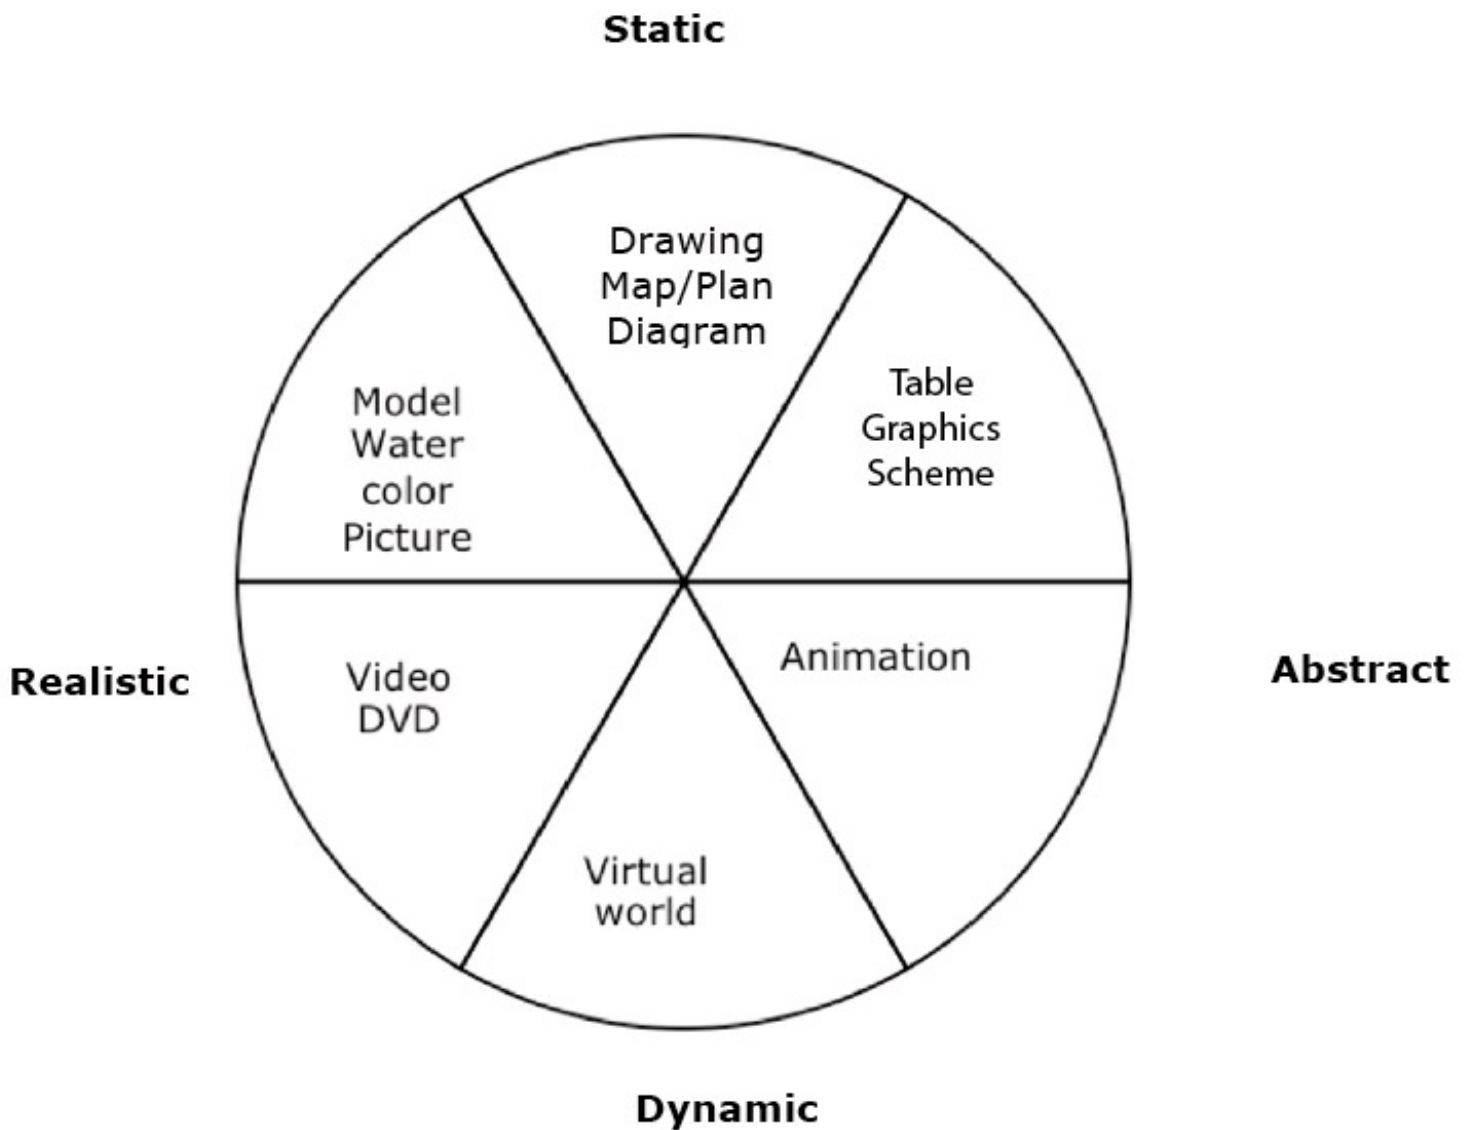 Static
Drawing
Map/Plan
Diagram
Table
Graphics
Scheme
Model
Water
color
Picture
Realistic
Video
DVD
Animation
Abstract
Virtual
world
Dynamic